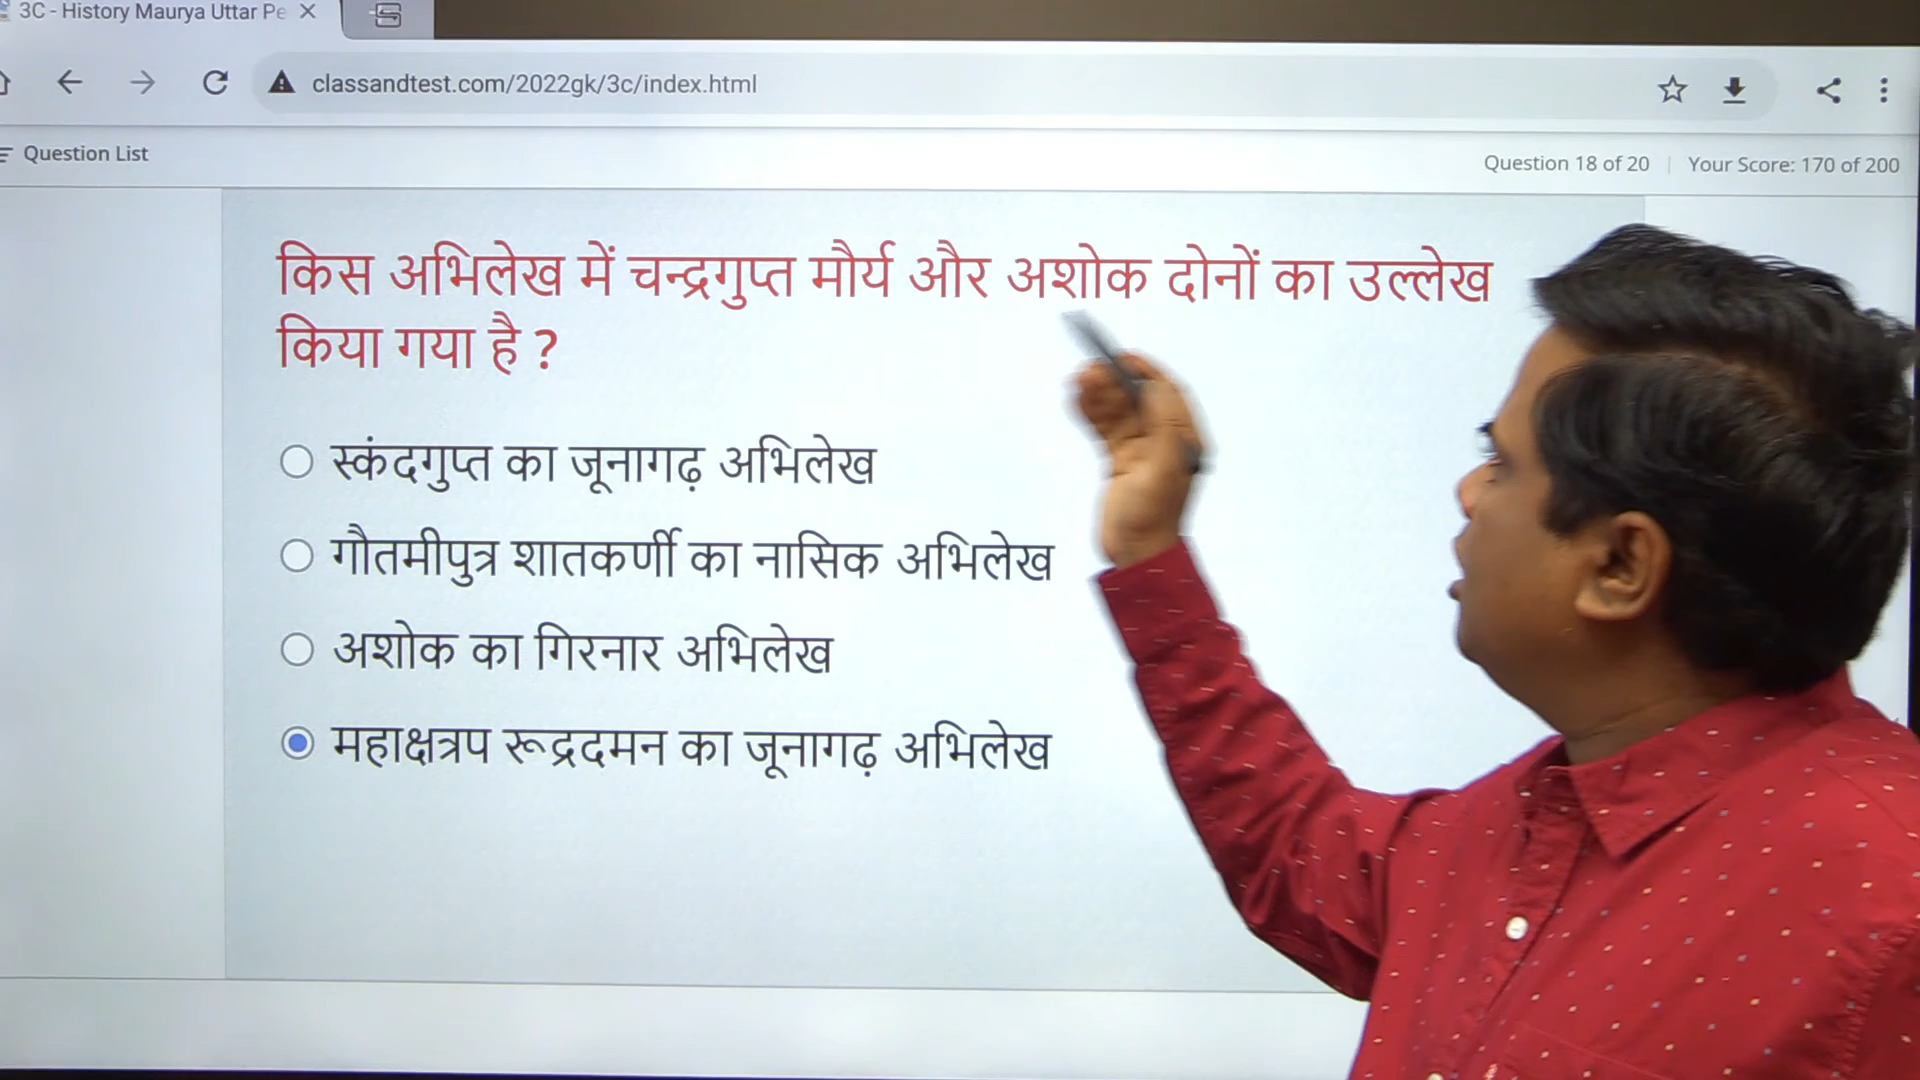 3C - History Maurya Uttar Pe
classandtest.com/2022gk/3c/index.html
Question List
Question 18 of 20 | Your Score: 170 of 200
किस अभिलेख में चन्द्रगुप्त मौर्य और अशोक दोनों का उल्लेख
किया गया है ?
स्कंदगुप्त का जूनागढ़ अभिलेख
गौतमीपुत्र शातकर्णी का नासिक अभिलेख
अशोक का गिरनार अभिलेख
महाक्षत्रप रूद्रदमन का जूनागढ़ अभिलेख